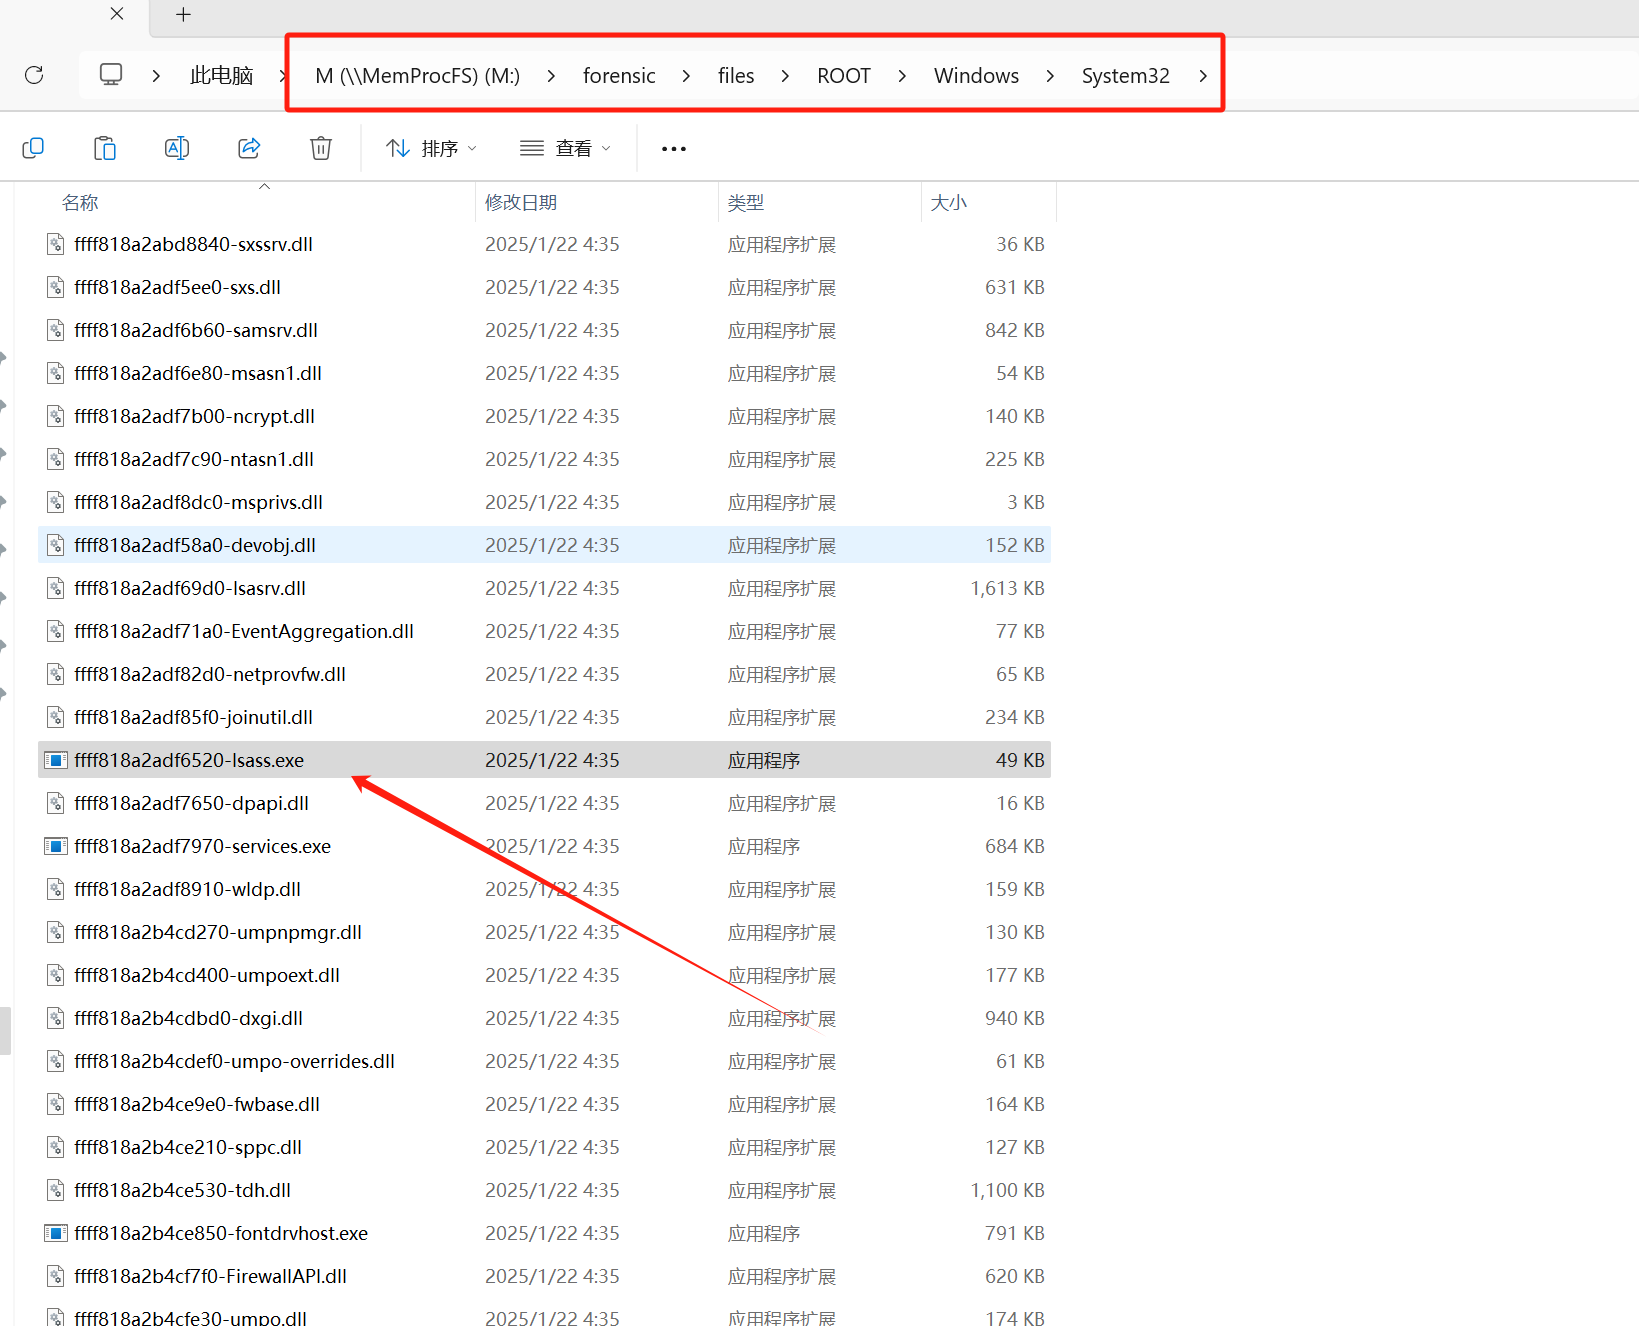 此电脑 M (\\MemProcFS) (M:) forensic files ROOT Windows System32
排序 查看
名称 修改日期 类型 大小
ffff818a2abd8840-sxssrv.dll 2025/1/22 4:35 应用程序扩展 36 KB
ffff818a2adf5ee0-sxs.dll 2025/1/22 4:35 应用程序扩展 631 KB
ffff818a2adf6b60-samsrv.dll 2025/1/22 4:35 应用程序扩展 842 KB
ffff818a2adf6e80-msasn1.dll 2025/1/22 4:35 应用程序扩展 54 KB
ffff818a2adf7b00-ncrypt.dll 2025/1/22 4:35 应用程序扩展 140 KB
ffff818a2adf7c90-ntasn1.dll 2025/1/22 4:35 应用程序扩展 225 KB
ffff818a2adf8dc0-msprivs.dll 2025/1/22 4:35 应用程序扩展 3 KB
ffff818a2adf58a0-devobj.dll 2025/1/22 4:35 应用程序扩展 152 KB
ffff818a2adf69d0-lsasrv.dll 2025/1/22 4:35 应用程序扩展 1,613 KB
ffff818a2adf71a0-EventAggregation.dll 2025/1/22 4:35 应用程序扩展 77 KB
ffff818a2adf82d0-netprovfw.dll 2025/1/22 4:35 应用程序扩展 65 KB
ffff818a2adf85f0-joinutil.dll 2025/1/22 4:35 应用程序扩展 234 KB
ffff818a2adf6520-lsass.exe 2025/1/22 4:35 应用程序 49 KB
ffff818a2adf7650-dpapi.dll 2025/1/22 4:35 应用程序扩展 16 KB
ffff818a2adf7970-services.exe 2025/1/22 4:35 应用程序 684 KB
ffff818a2adf8910-wldp.dll 2025/1/22 4:35 应用程序扩展 159 KB
ffff818a2b4cd270-umpnpmgr.dll 2025/1/22 4:35 应用程序扩展 130 KB
ffff818a2b4cd400-umpoext.dll 2025/1/22 4:35 应用程序扩展 177 KB
ffff818a2b4cdbd0-dxgi.dll 2025/1/22 4:35 应用程序扩展 940 KB
ffff818a2b4cdef0-umpo-overrides.dll 2025/1/22 4:35 应用程序扩展 61 KB
ffff818a2b4ce9e0-fwbase.dll 2025/1/22 4:35 应用程序扩展 164 KB
ffff818a2b4ce210-sppc.dll 2025/1/22 4:35 应用程序扩展 127 KB
ffff818a2b4ce530-tdh.dll 2025/1/22 4:35 应用程序扩展 1,100 KB
ffff818a2b4ce850-fontdrvhost.exe 2025/1/22 4:35 应用程序 791 KB
ffff818a2b4cf7f0-FirewallAPI.dll 2025/1/22 4:35 应用程序扩展 620 KB
ffff818a2b4cfe30-umpo.dll 2025/1/22 4:35 应用程序扩展 174 KB